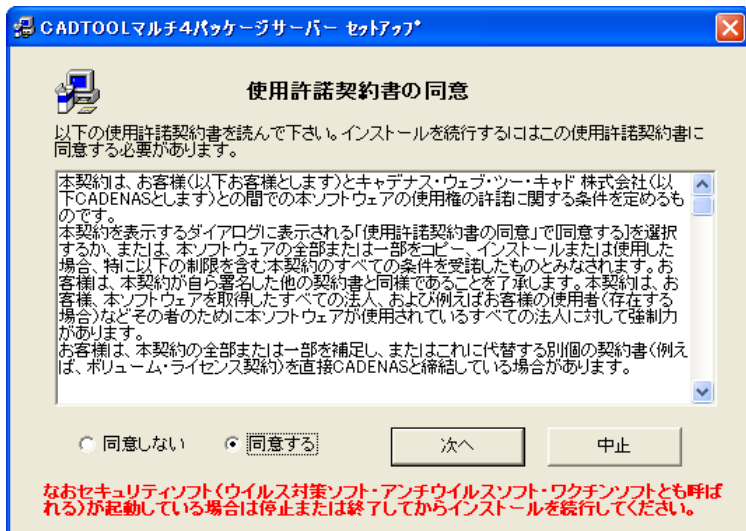 CADTOOLマルチ4パッケージサーバー セットアップ
使用許諾契約書の同意
以下の使用許諾契約書を読んで下さい。インストールを続行するにはこの使用許諾契約書に
同意する必要があります。
本契約は、お客様(以下お客様とします)とキャデナス・ウェブ・ツー・キャド 株式会社(以
下CADENASとします)との間での本ソフトウェアの使用権の許諾に関する条件を定めるも
のです。
本契約を表示するダイアログに表示される「使用許諾契約書の同意」で[同意する]を選択
するか、または、本ソフトウェアの全部または一部をコピー、インストールまたは使用した
場合、特に以下の制限を含む本契約のすべての条件を受諾したものとみなされます。お
客様は、本契約が自ら署名した他の契約書と同様であることを了承します。本契約は、お
客様、本ソフトウェアを取得したすべての法人、および例えばお客様の使用者(存在する
場合)などその者のために本ソフトウェアが使用されているすべての法人に対して強制力
があります。
お客様は、本契約の全部または一部を補足し、またはこれに代替する別個の契約書(例え
ば、ボリューム・ライセンス契約)を直接CADENASと締結している場合があります。
同意しない 同意する 次へ 中止
なおセキュリティソフト(ウイルス対策ソフト・アンチウイルスソフト・ワクチンソフトとも呼ば
れる)が起動している場合は停止または終了してからインストールを続行してください。